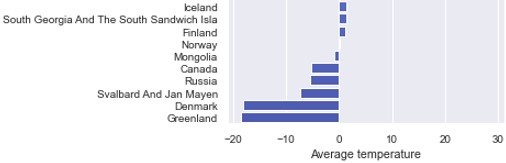 Iceland
South Georgia And The South Sandwich Isla
Finland
Norway
Mongolia
Canada
Russia
Svalbard And Jan Mayen
Denmark
Greenland
−20 −10 0 10 20 30
Average temperature